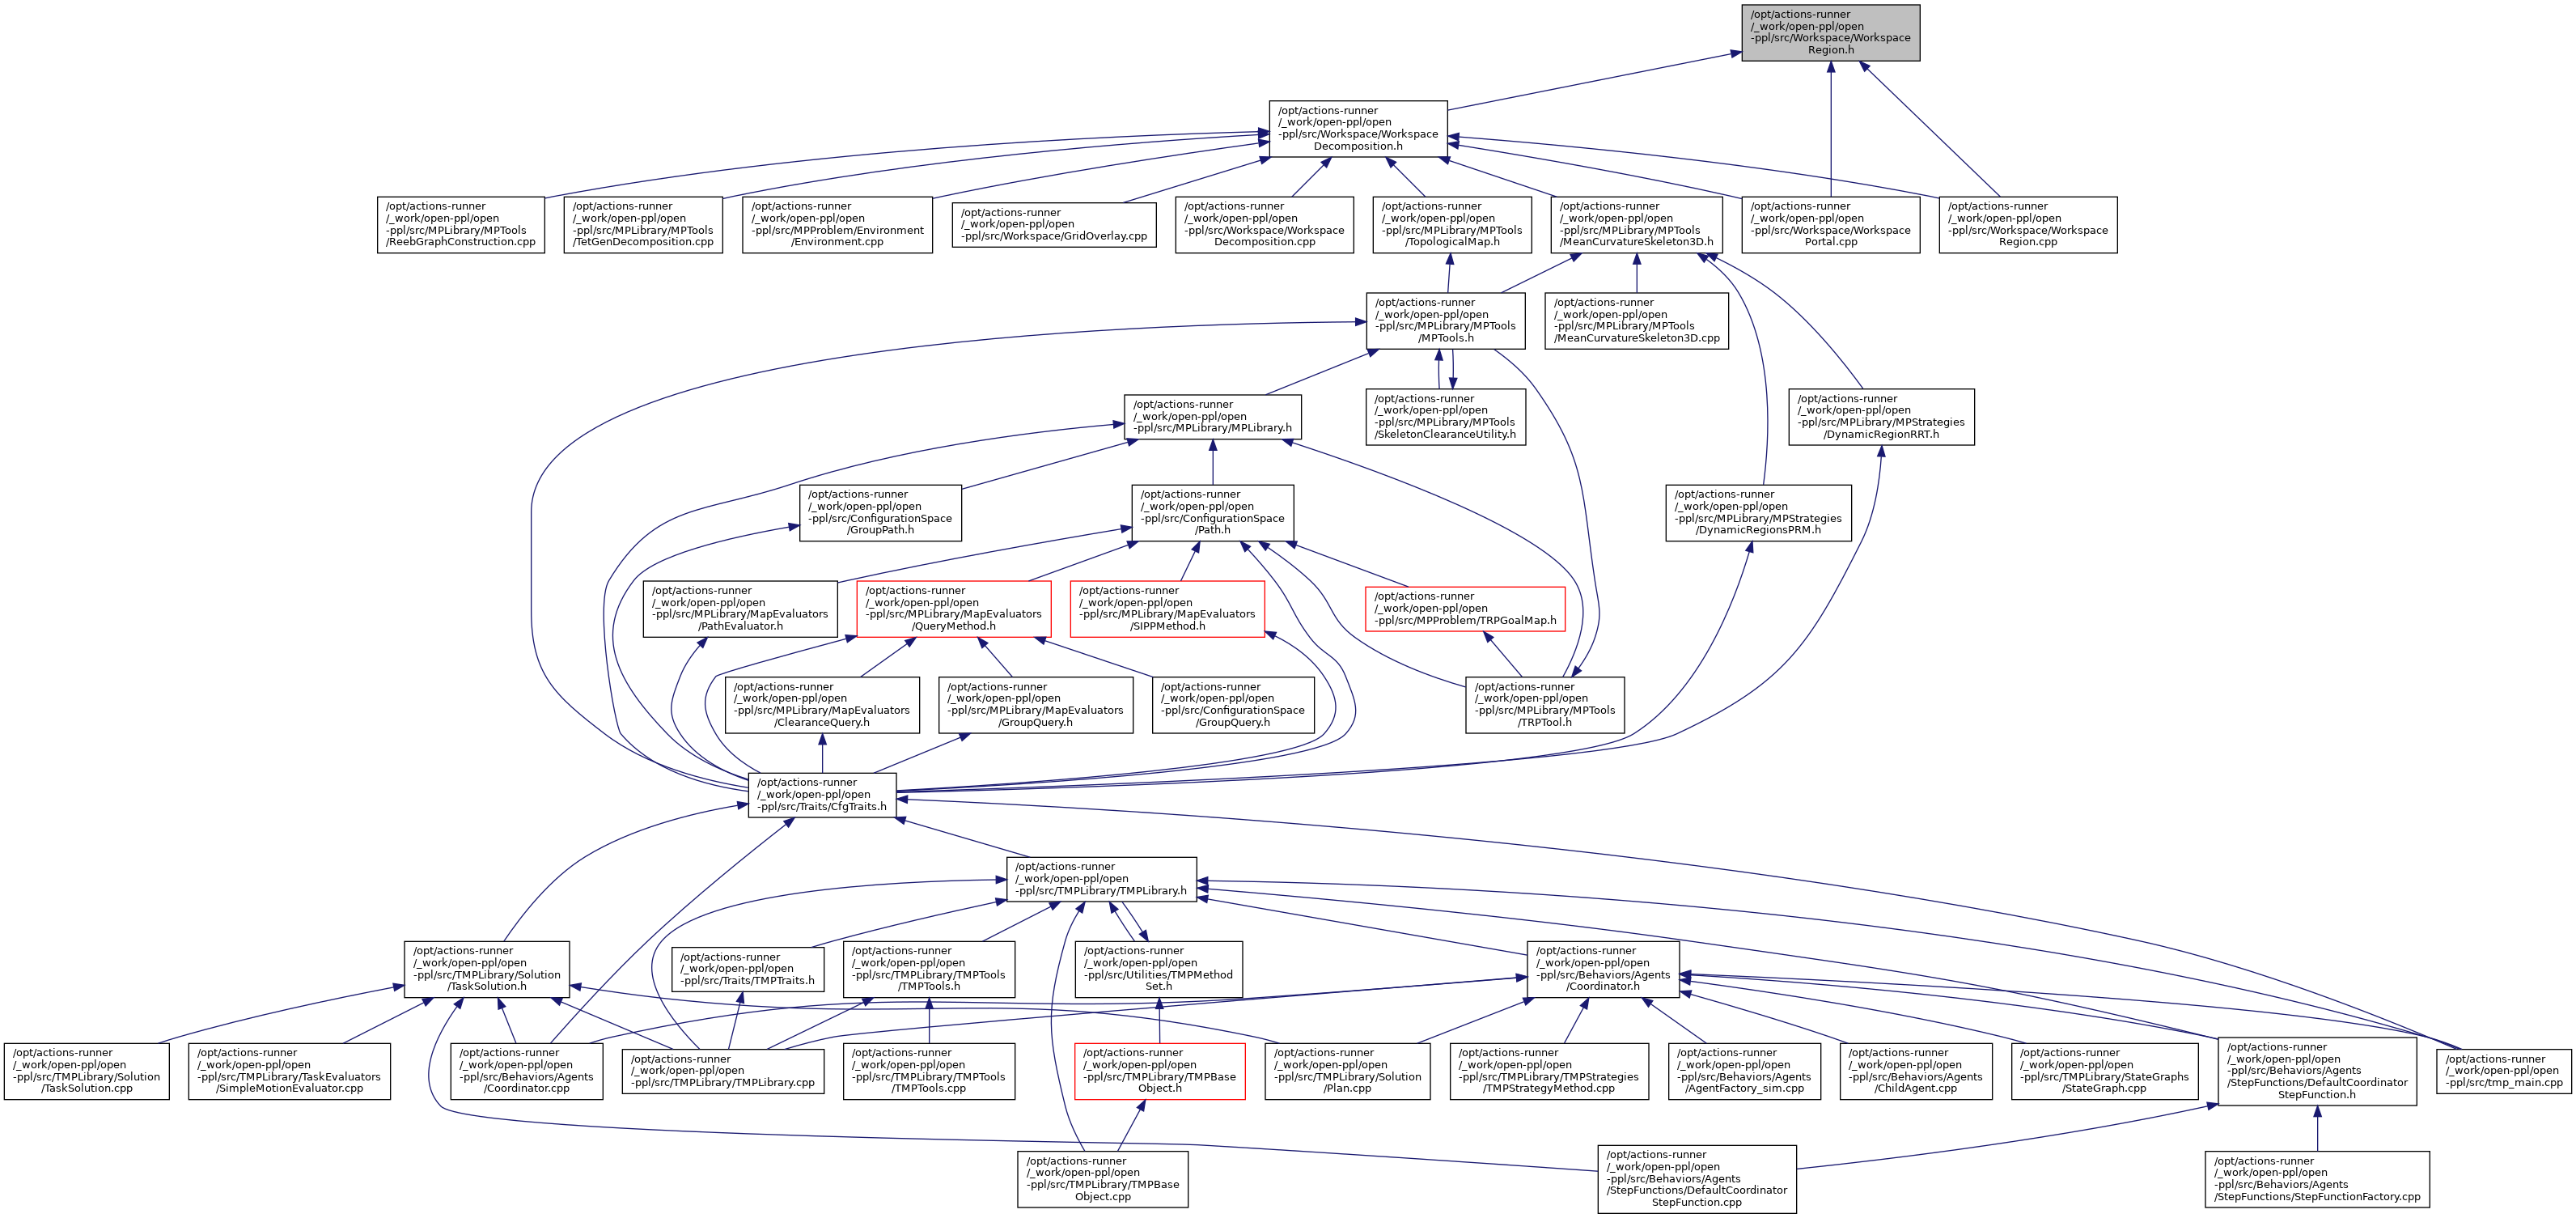 /opt/actions-runner
/_work/open-ppl/open
-ppl/src/Workspace/Workspace
Region.h
/opt/actions-runner
/_work/open-ppl/open
-ppl/src/Workspace/Workspace
Decomposition.h
/opt/actions-runner
/_work/open-ppl/open
-ppl/src/MPLibrary/MPTools
/ReebGraphConstruction.cpp
/opt/actions-runner
/_work/open-ppl/open
-ppl/src/MPLibrary/MPTools
/TetGenDecomposition.cpp
/opt/actions-runner
/_work/open-ppl/open
-ppl/src/MPProblem/Environment
/Environment.cpp
/opt/actions-runner
/_work/open-ppl/open
-ppl/src/Workspace/GridOverlay.cpp
/opt/actions-runner
/_work/open-ppl/open
-ppl/src/Workspace/Workspace
Decomposition.cpp
/opt/actions-runner
/_work/open-ppl/open
-ppl/src/MPLibrary/MPTools
/TopologicalMap.h
/opt/actions-runner
/_work/open-ppl/open
-ppl/src/MPLibrary/MPTools
/MeanCurvatureSkeleton3D.h
/opt/actions-runner
/_work/open-ppl/open
-ppl/src/Workspace/Workspace
Portal.cpp
/opt/actions-runner
/_work/open-ppl/open
-ppl/src/Workspace/Workspace
Region.cpp
/opt/actions-runner
/_work/open-ppl/open
-ppl/src/MPLibrary/MPTools
/MPTools.h
/opt/actions-runner
/_work/open-ppl/open
-ppl/src/MPLibrary/MPTools
/MeanCurvatureSkeleton3D.cpp
/opt/actions-runner
/_work/open-ppl/open
-ppl/src/MPLibrary/MPLibrary.h
/opt/actions-runner
/_work/open-ppl/open
-ppl/src/MPLibrary/MPTools
/SkeletonClearanceUtility.h
/opt/actions-runner
/_work/open-ppl/open
-ppl/src/MPLibrary/MPStrategies
/DynamicRegionRRT.h
/opt/actions-runner
/_work/open-ppl/open
-ppl/src/ConfigurationSpace
/GroupPath.h
/opt/actions-runner
/_work/open-ppl/open
-ppl/src/ConfigurationSpace
/Path.h
/opt/actions-runner
/_work/open-ppl/open
-ppl/src/MPLibrary/MPStrategies
/DynamicRegionsPRM.h
/opt/actions-runner
/_work/open-ppl/open
-ppl/src/MPLibrary/MapEvaluators
/PathEvaluator.h
/opt/actions-runner
/_work/open-ppl/open
-ppl/src/MPLibrary/MapEvaluators
/QueryMethod.h
/opt/actions-runner
/_work/open-ppl/open
-ppl/src/MPLibrary/MapEvaluators
/SIPPMethod.h
/opt/actions-runner
/_work/open-ppl/open
-ppl/src/MPProblem/TRPGoalMap.h
/opt/actions-runner
/_work/open-ppl/open
-ppl/src/MPLibrary/MapEvaluators
/ClearanceQuery.h
/opt/actions-runner
/_work/open-ppl/open
-ppl/src/MPLibrary/MapEvaluators
/GroupQuery.h
/opt/actions-runner
/_work/open-ppl/open
-ppl/src/ConfigurationSpace
/GroupQuery.h
/opt/actions-runner
/_work/open-ppl/open
-ppl/src/MPLibrary/MPTools
/TRPTool.h
/opt/actions-runner
/_work/open-ppl/open
-ppl/src/Traits/CfgTraits.h
/opt/actions-runner
/_work/open-ppl/open
-ppl/src/TMPLibrary/TMPLibrary.h
/opt/actions-runner
/_work/open-ppl/open
-ppl/src/TMPLibrary/Solution
/TaskSolution.h
/opt/actions-runner
/_work/open-ppl/open
-ppl/src/Traits/TMPTraits.h
/opt/actions-runner
/_work/open-ppl/open
-ppl/src/TMPLibrary/TMPTools
/TMPTools.h
/opt/actions-runner
/_work/open-ppl/open
-ppl/src/Utilities/TMPMethod
Set.h
/opt/actions-runner
/_work/open-ppl/open
-ppl/src/Behaviors/Agents
/Coordinator.h
/opt/actions-runner
/_work/open-ppl/open
-ppl/src/TMPLibrary/Solution
/TaskSolution.cpp
/opt/actions-runner
/_work/open-ppl/open
-ppl/src/TMPLibrary/TaskEvaluators
/SimpleMotionEvaluator.cpp
/opt/actions-runner
/_work/open-ppl/open
-ppl/src/Behaviors/Agents
/Coordinator.cpp
/opt/actions-runner
/_work/open-ppl/open
-ppl/src/TMPLibrary/TMPLibrary.cpp
/opt/actions-runner
/_work/open-ppl/open
-ppl/src/TMPLibrary/TMPTools
/TMPTools.cpp
/opt/actions-runner
/_work/open-ppl/open
-ppl/src/TMPLibrary/TMPBase
Object.h
/opt/actions-runner
/_work/open-ppl/open
-ppl/src/TMPLibrary/Solution
/Plan.cpp
/opt/actions-runner
/_work/open-ppl/open
-ppl/src/TMPLibrary/TMPStrategies
/TMPStrategyMethod.cpp
/opt/actions-runner
/_work/open-ppl/open
-ppl/src/Behaviors/Agents
/AgentFactory_sim.cpp
/opt/actions-runner
/_work/open-ppl/open
-ppl/src/Behaviors/Agents
/ChildAgent.cpp
/opt/actions-runner
/_work/open-ppl/open
-ppl/src/TMPLibrary/StateGraphs
/StateGraph.cpp
/opt/actions-runner
/_work/open-ppl/open
-ppl/src/Behaviors/Agents
/StepFunctions/DefaultCoordinator
StepFunction.h
/opt/actions-runner
/_work/open-ppl/open
-ppl/src/tmp_main.cpp
/opt/actions-runner
/_work/open-ppl/open
-ppl/src/TMPLibrary/TMPBase
Object.cpp
/opt/actions-runner
/_work/open-ppl/open
-ppl/src/Behaviors/Agents
/StepFunctions/DefaultCoordinator
StepFunction.cpp
/opt/actions-runner
/_work/open-ppl/open
-ppl/src/Behaviors/Agents
/StepFunctions/StepFunctionFactory.cpp